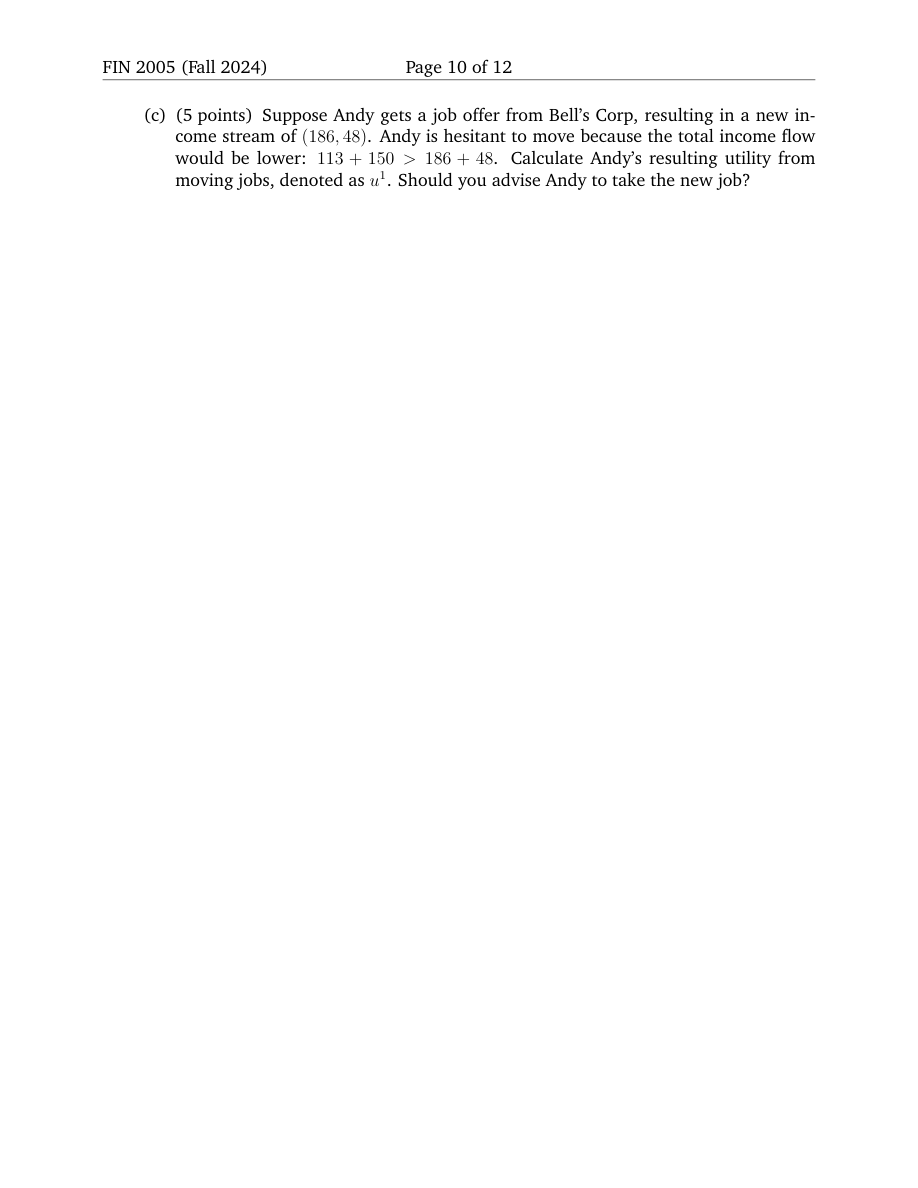 FIN 2005 (Fall 2024) Page 10 of 12
(c) (5 points) Suppose Andy gets a job offer from Bell's Corp, resulting in a new in-
come stream of (186, 48). Andy is hesitant to move because the total income flow
would be lower: 113 + 150 > 186 + 48. Calculate Andy's resulting utility from
moving jobs, denoted as u¹. Should you advise Andy to take the new job?